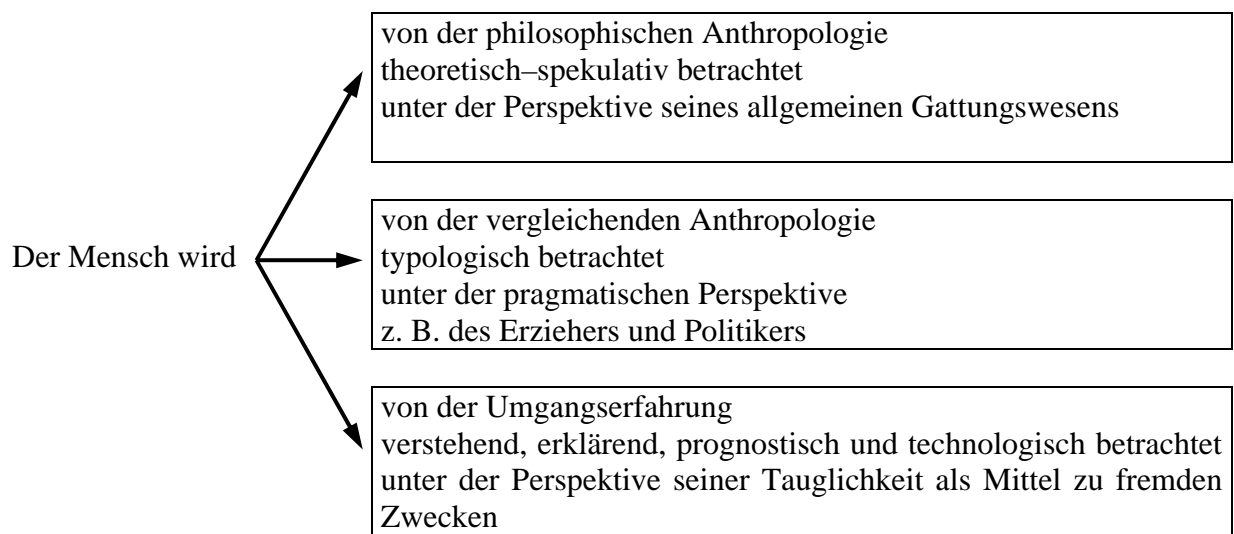 von der philosophischen Anthropologie
theoretisch–spekulativ betrachtet
unter der Perspektive seines allgemeinen Gattungswesens
Der Mensch wird
von der vergleichenden Anthropologie
typologisch betrachtet
unter der pragmatischen Perspektive
z. B. des Erziehers und Politikers
von der Umgangserfahrung
verstehend, erklärend, prognostisch und technologisch betrachtet
unter der Perspektive seiner Tauglichkeit als Mittel zu fremden
Zwecken